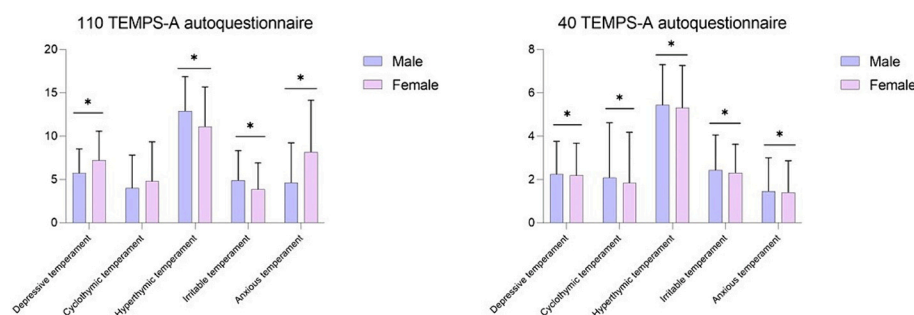 110 TEMPS-A autoquestionnaire
20
15
10
5
0
*
*
*
*
Male
Female
Depressive temperament
Cyclothymic temperament
Hyperthymic temperament
Irritable temperament
Anxious temperament
40 TEMPS-A autoquestionnaire
8
6
4
2
0
*
*
*
*
*
Male
Female
Depressive temperament
Cyclothymic temperament
Hyperthymic temperament
Irritable temperament
Anxious temperament